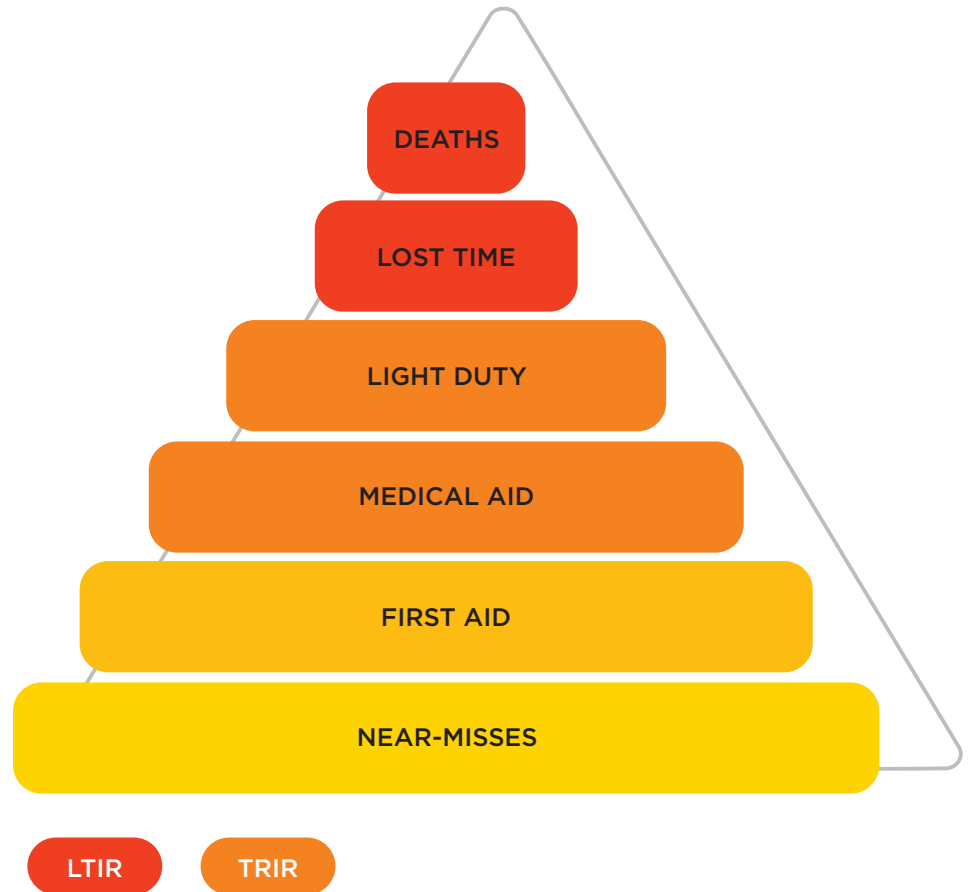 DEATHS
LOST TIME
LIGHT DUTY
MEDICAL AID
FIRST AID
NEAR-MISSES
LTIR
TRIR